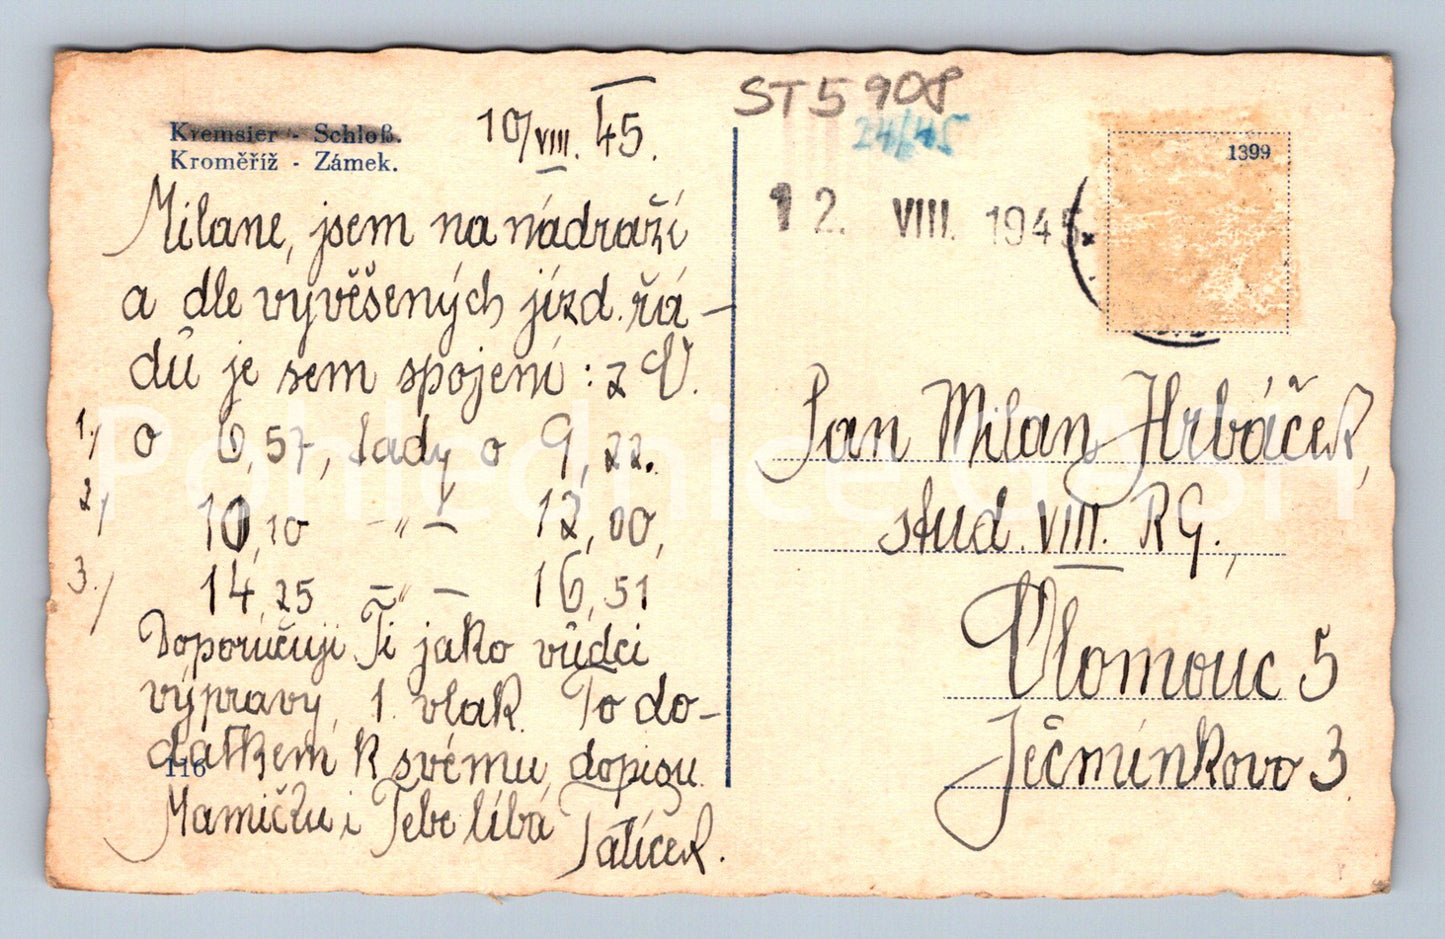 Kremsier - Schloß.
Kroměříž - Zámek.
10/VIII. 45.
Milane, jsem na nádraží
a dle vyvěšených jízd. řá-
dů je sem spojení: z O.
1./ o 6,57, tady o 9,22.
2./ 10,10 -"- 12,00,
3./ 14,25 -"- 16,51
Doporučuji Ti jako vůdci
výpravy, 1. vlak. To do-
datkem k svému dopisu.
Mamičku i Tebe líbá
Tatíček.
116
ST5908
24/45
12. VIII. 1945
1399
Pan Milan Hrbáček,
stud. VIII. RG.,
Olomouc 5
Ječmínkova 3.
Pohlednice